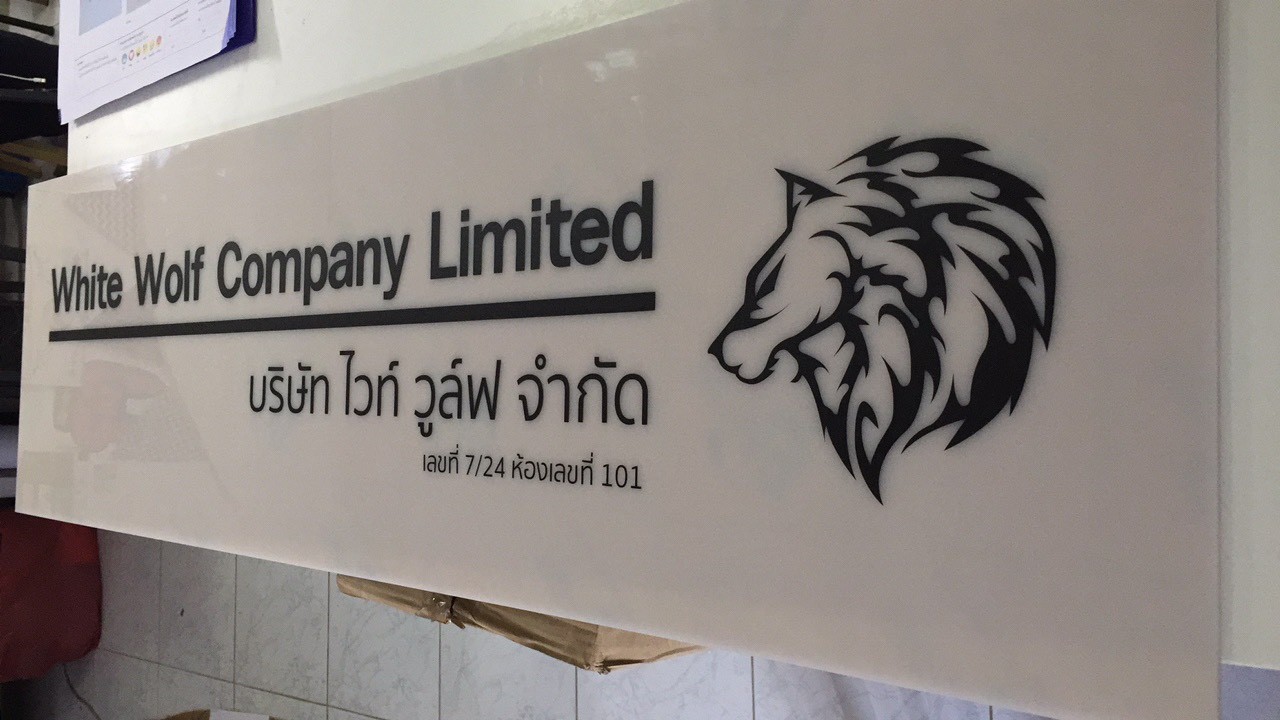 White Wolf Company Limited
บริษัท ไวท์ วูล์ฟ จำกัด
เลขที่ 7/24 ห้องเลขที่ 101